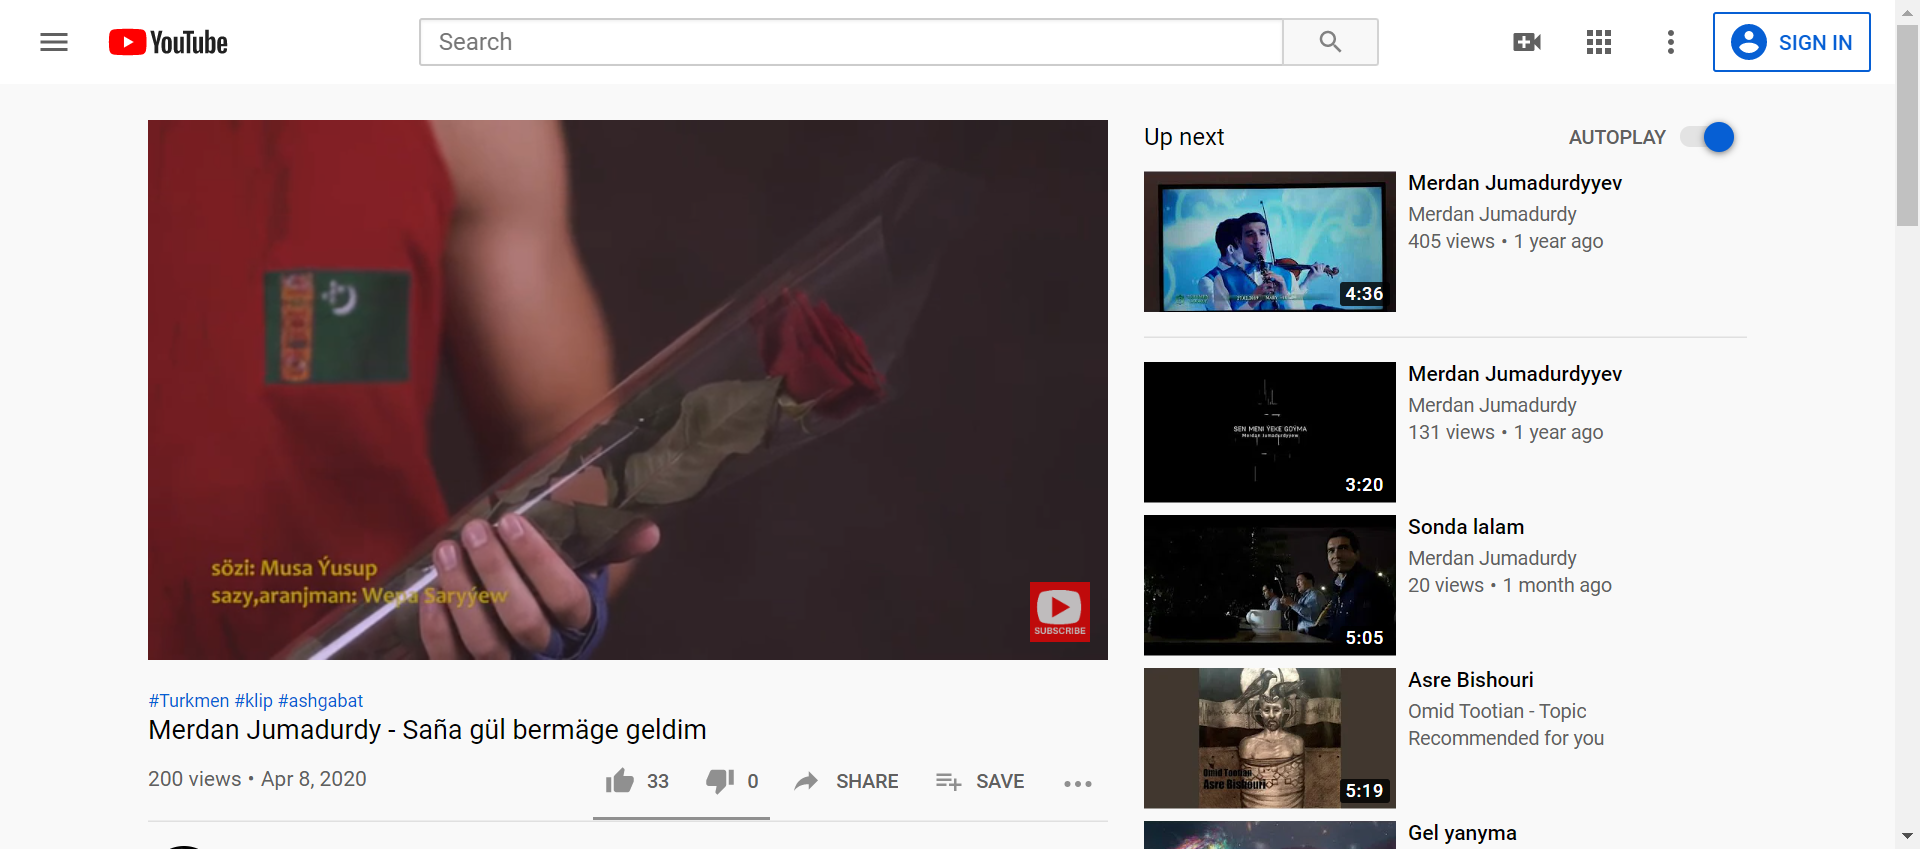 YouTube
Search
SIGN IN
sözi: Musa Ýusup
sazy,aranjman: Wepa Saryýew
SUBSCRIBE
#Turkmen #klip #ashgabat
Merdan Jumadurdy - Saña gül bermäge geldim
200 views • Apr 8, 2020
33
0
SHARE
SAVE
Up next
AUTOPLAY
4:36
Merdan Jumadurdyyev
Merdan Jumadurdy
405 views • 1 year ago
SEN MENI ÝEKE GOÝMA
Merdan Jumadurdyyew
3:20
Merdan Jumadurdyyev
Merdan Jumadurdy
131 views • 1 year ago
5:05
Sonda lalam
Merdan Jumadurdy
20 views • 1 month ago
Omid Tootian
Asre Bishouri
5:19
Asre Bishouri
Omid Tootian - Topic
Recommended for you
Gel yanyma